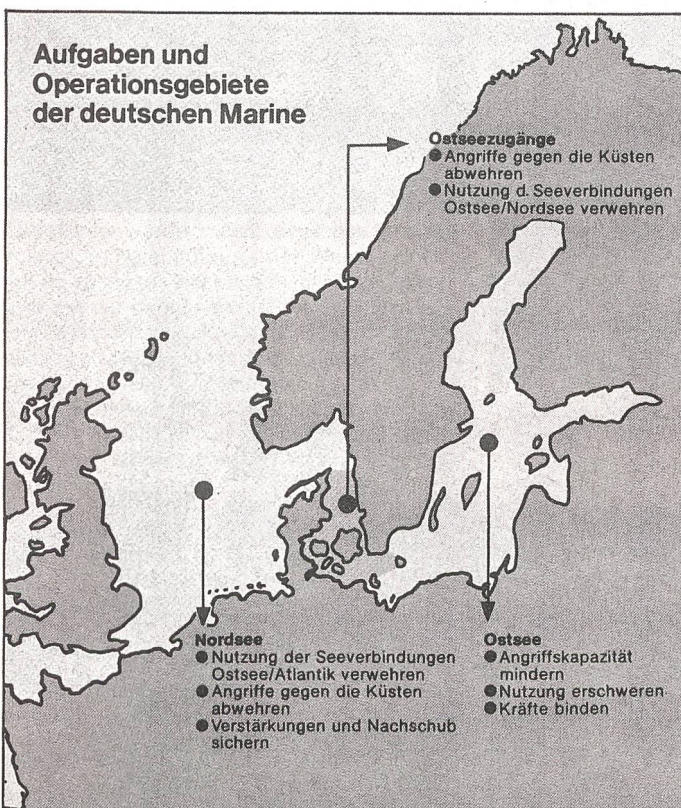 Aufgaben und
Operationsgebiete
der deutschen Marine
Ostseezugänge
● Angriffe gegen die Küsten
abwehren
● Nutzung d. Seeverbindungen
Ostsee/Nordsee verwehren
Nordsee
● Nutzung der Seeverbindungen
Ostsee/Atlantik verwehren
● Angriffe gegen die Küsten
abwehren
● Verstärkungen und Nachschub
sichern
Ostsee
● Angriffskapazität
mindern
● Nutzung erschweren
● Kräfte binden